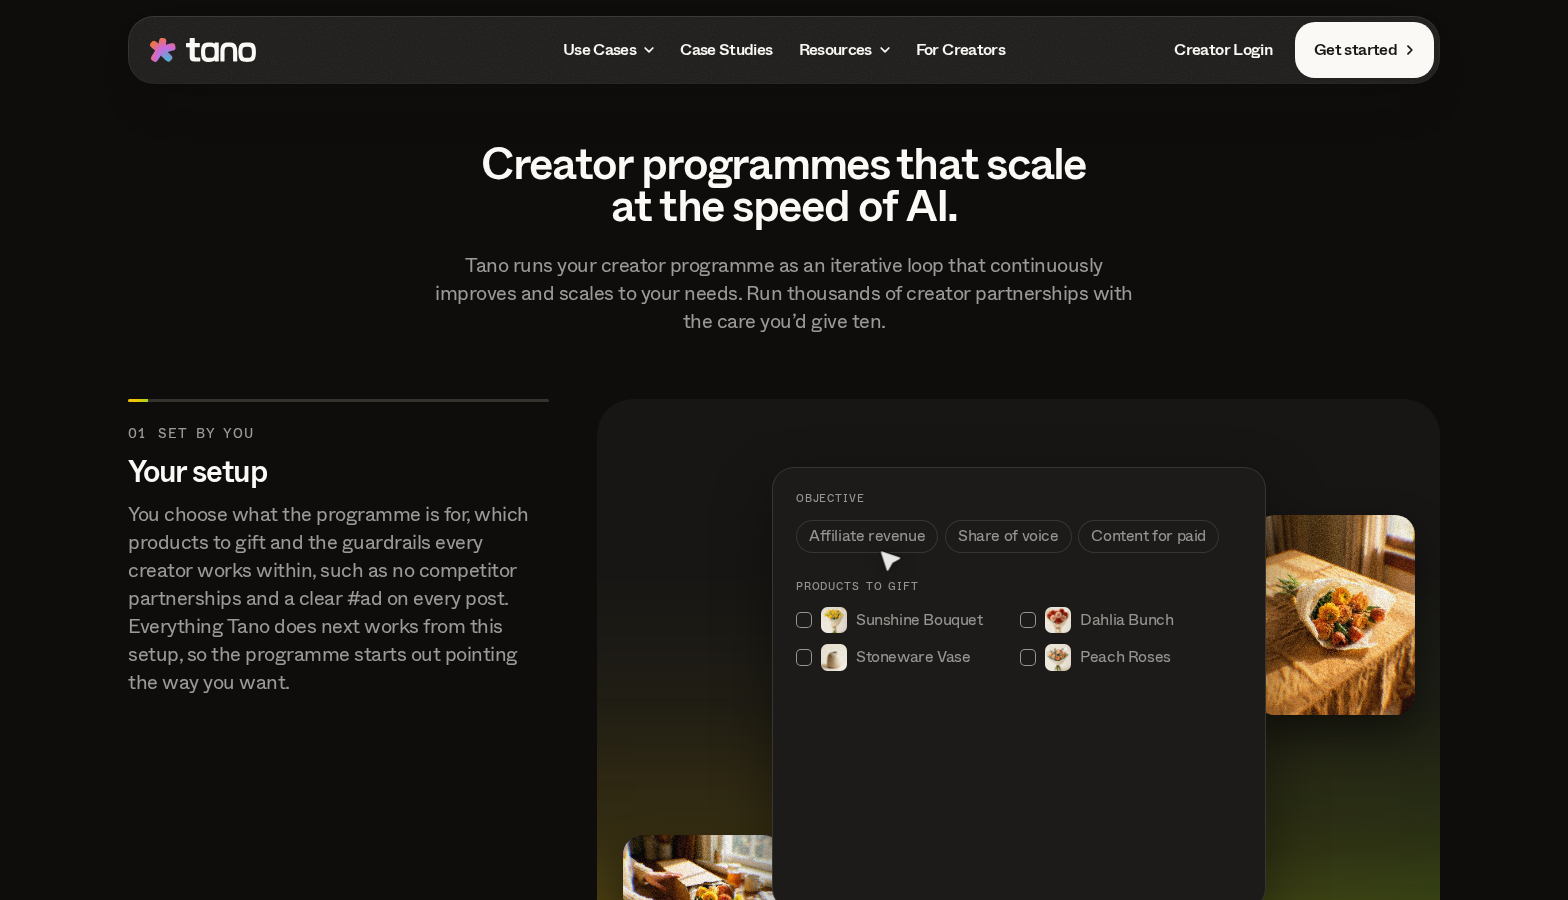 tano
Use Cases
Case Studies
Resources
For Creators
Creator Login
Get started
Creator programmes that scale
at the speed of AI.
Tano runs your creator programme as an iterative loop that continuously
improves and scales to your needs. Run thousands of creator partnerships with
the care you’d give ten.
01 SET BY YOU
Your setup
You choose what the programme is for, which
products to gift and the guardrails every
creator works within, such as no competitor
partnerships and a clear #ad on every post.
Everything Tano does next works from this
setup, so the programme starts out pointing
the way you want.
OBJECTIVE
Affiliate revenue
Share of voice
Content for paid
PRODUCTS TO GIFT
Sunshine Bouquet
Dahlia Bunch
Stoneware Vase
Peach Roses